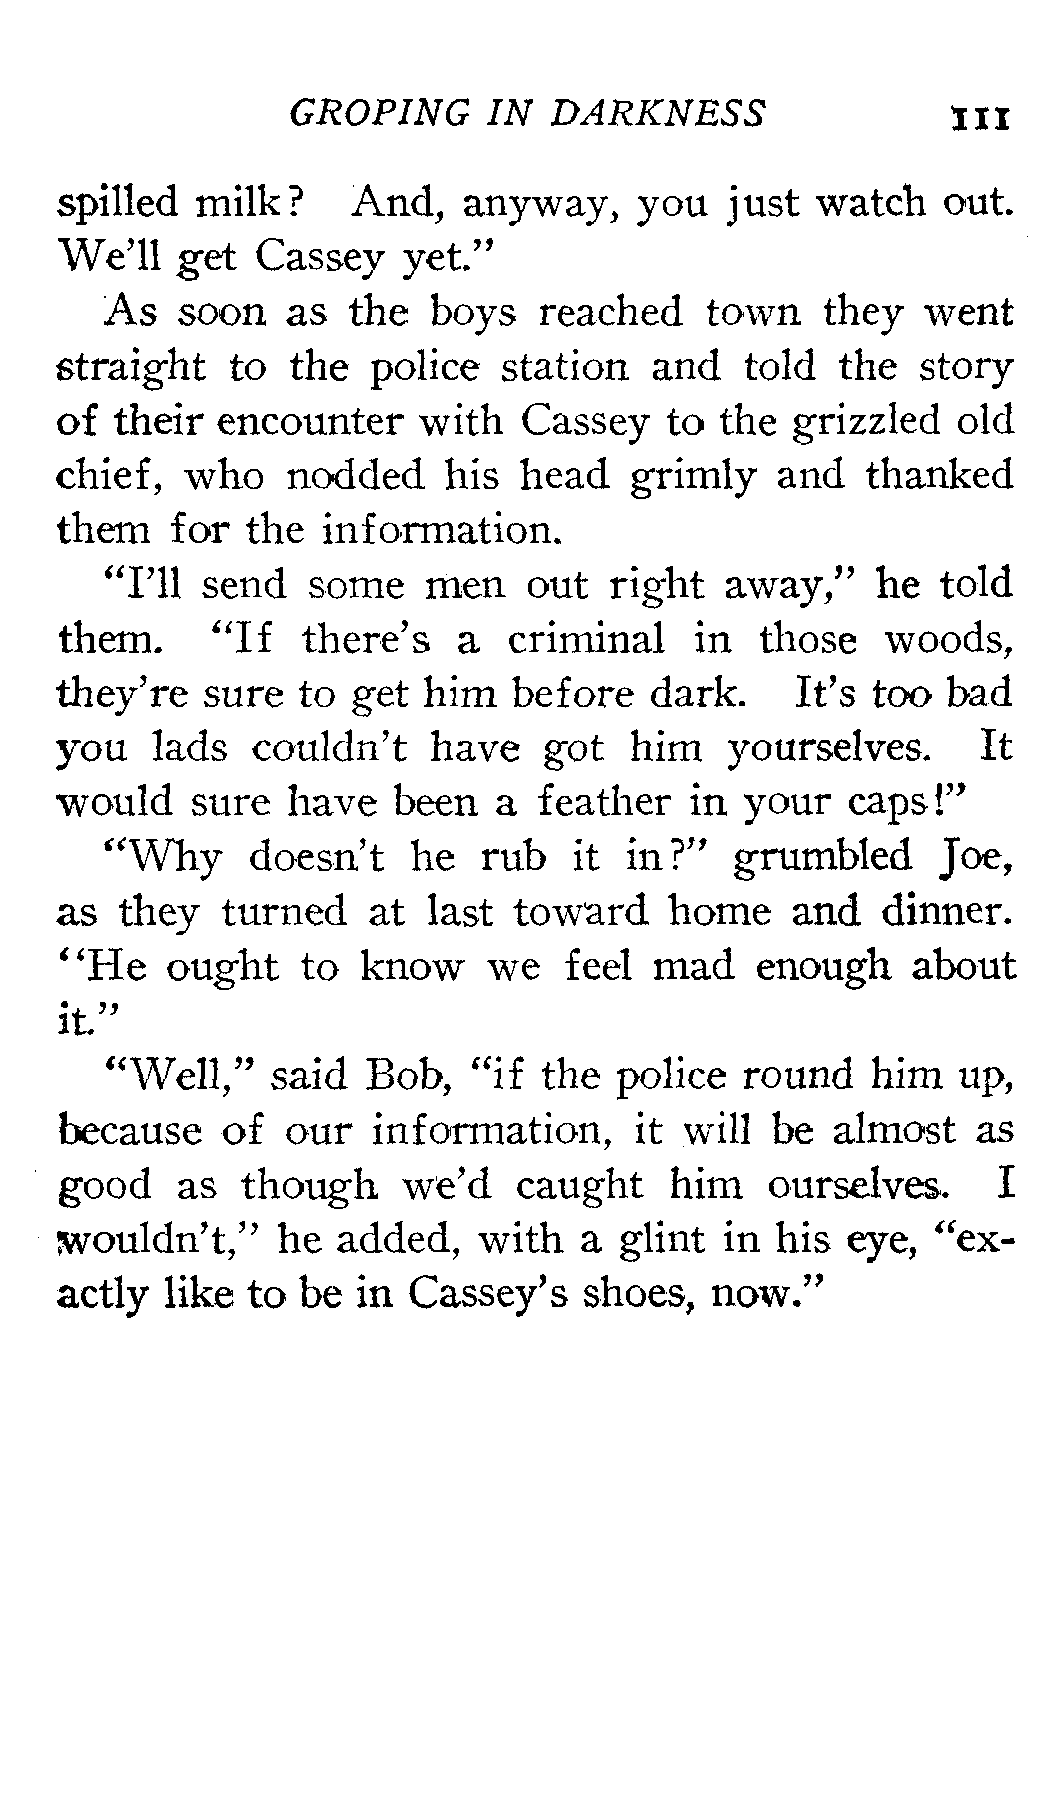 GROPING IN DARKNESS 111
spilled milk? And, anyway, you just watch out.
We’ll get Cassey yet.”
As soon as the boys reached town they went
straight to the police station and told the story
of their encounter with Cassey to the grizzled old
chief, who nodded his head grimly and thanked
them for the information.
“I’ll send some men out right away,” he told
them. “If there’s a criminal in those woods,
they’re sure to get him before dark. It’s too bad
you lads couldn’t have got him yourselves. It
would sure have been a feather in your caps!”
“Why doesn’t he rub it in?” grumbled Joe,
as they turned at last toward home and dinner.
“He ought to know we feel mad enough about
it.”
“Well,” said Bob, “if the police round him up,
because of our information, it will be almost as
good as though we’d caught him ourselves. I
wouldn’t,” he added, with a glint in his eye, “ex-
actly like to be in Cassey’s shoes, now.”